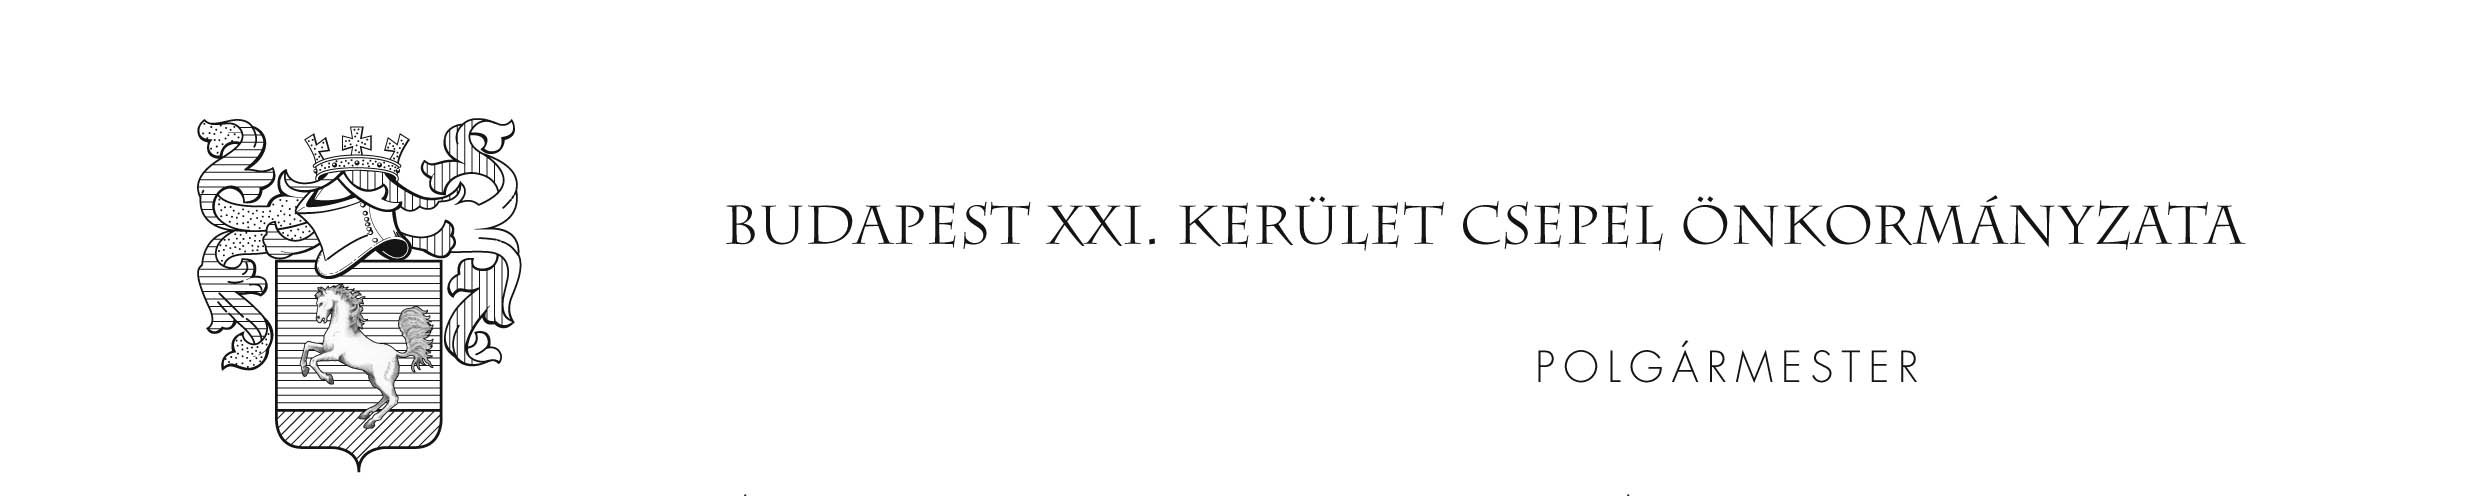 BUDAPEST XXI. KERÜLET CSEPEL ÖNKORMÁNYZATA
POLGÁRMESTER